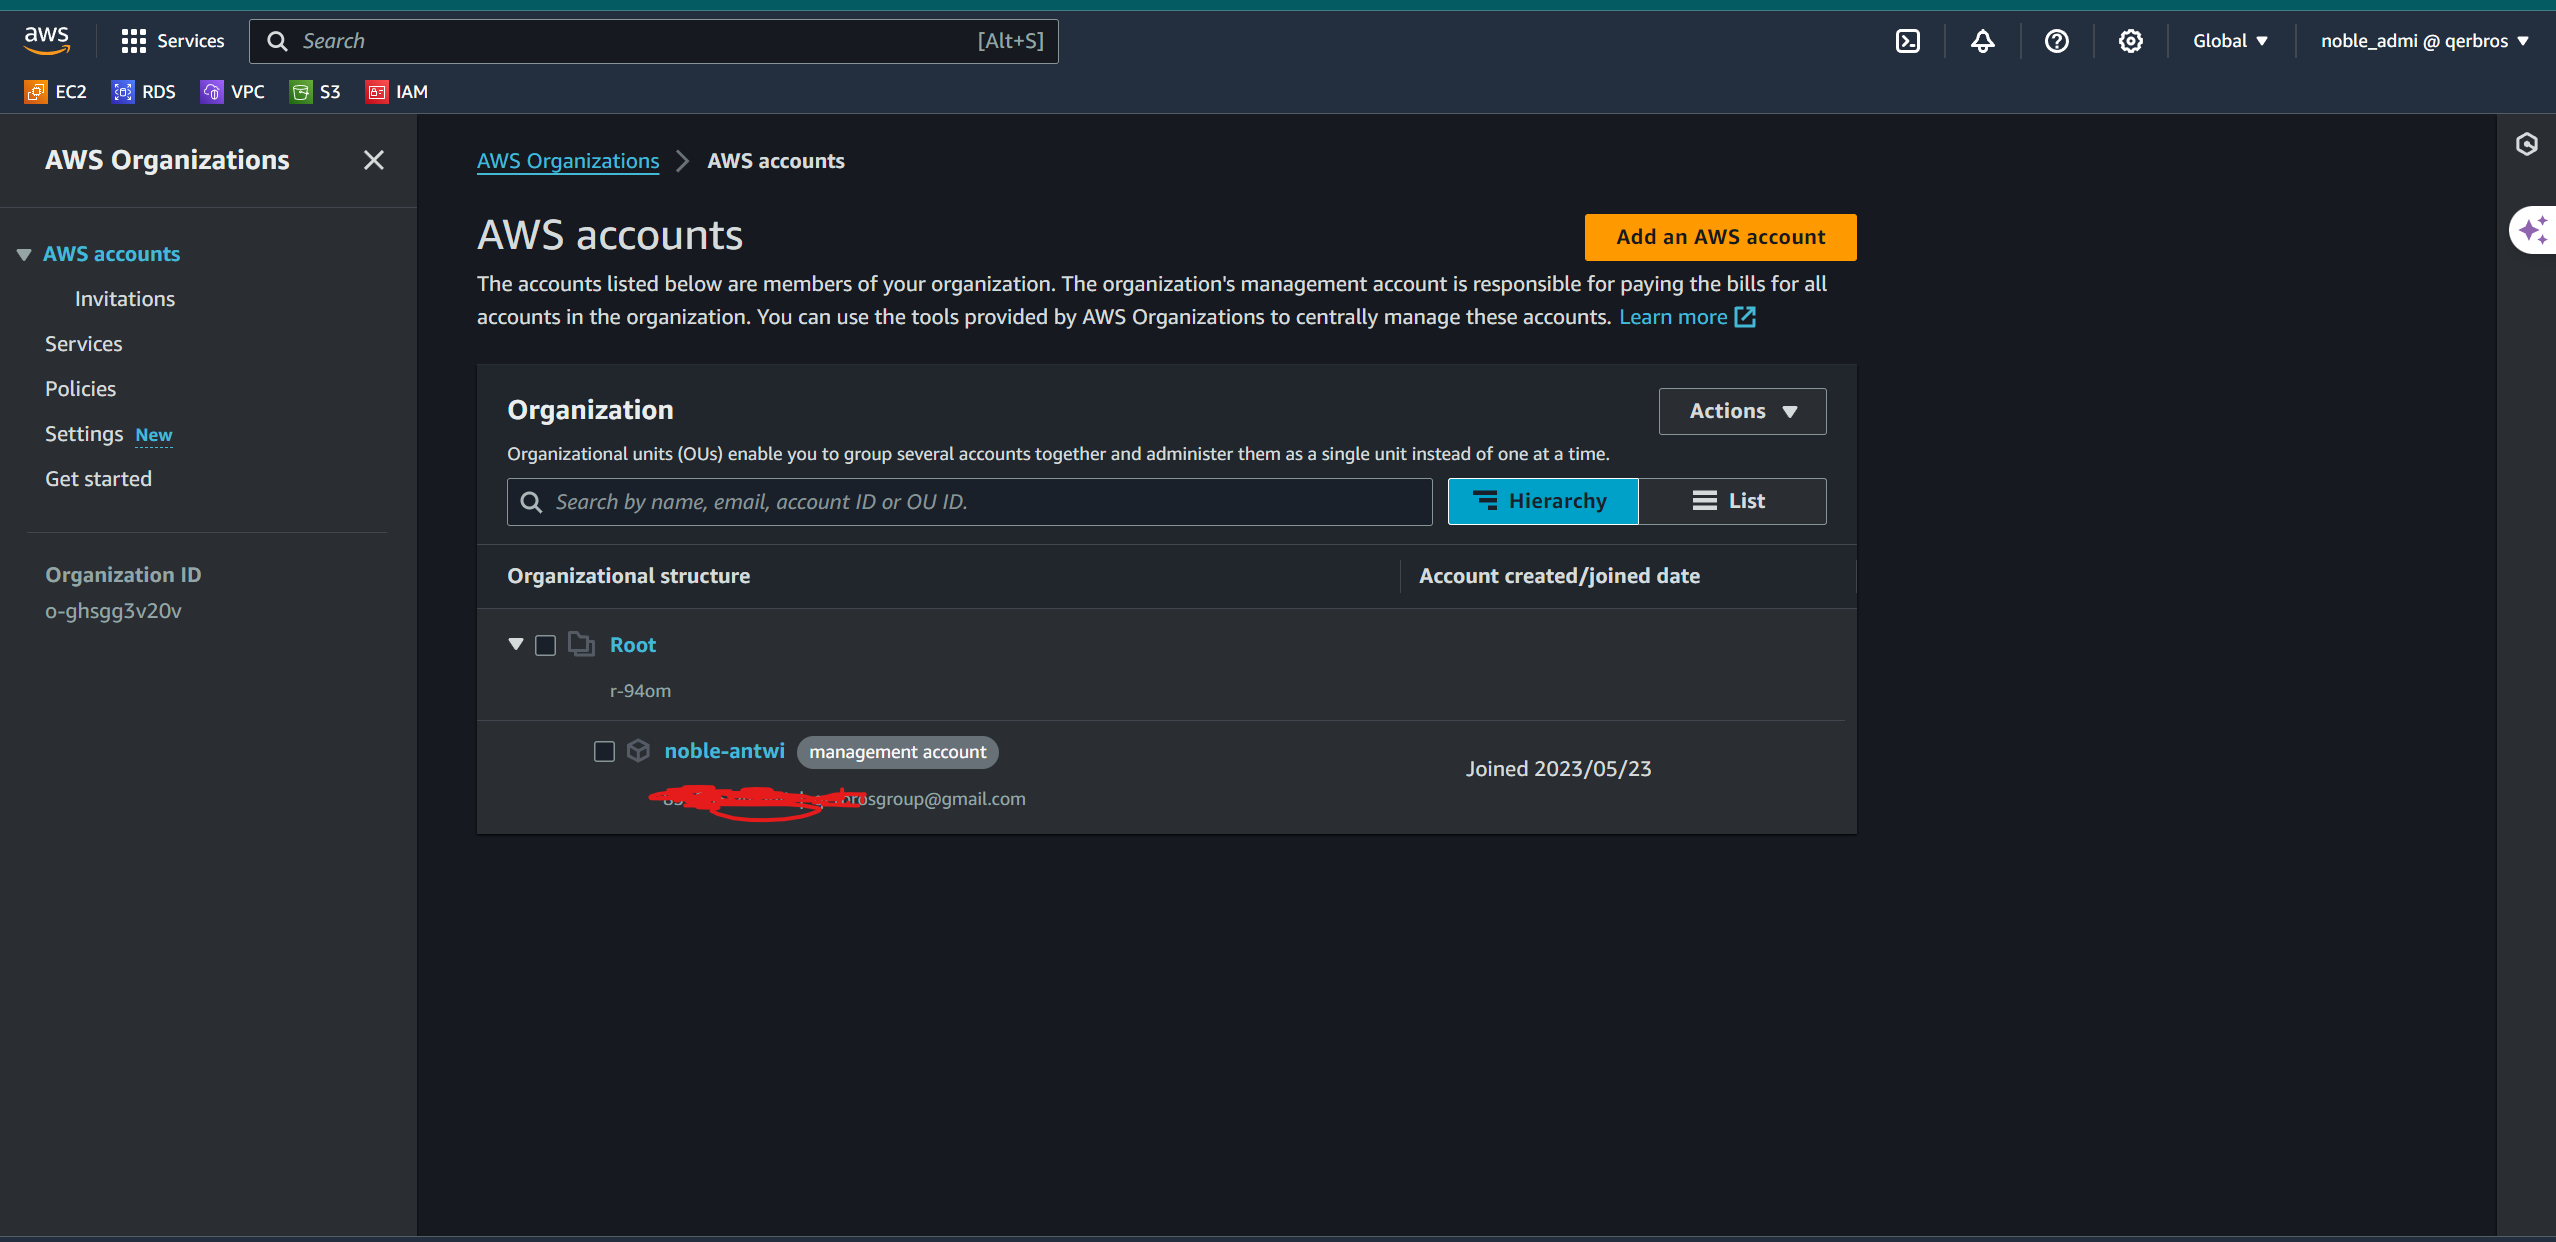 aws
Services
Search
[Alt+S]
Global
noble_admi @ qerbros
EC2
RDS
VPC
S3
IAM
AWS Organizations
AWS accounts
Invitations
Services
Policies
Settings New
Get started
Organization ID
o-ghsgg3v20v
AWS Organizations
AWS accounts
AWS accounts
Add an AWS account
The accounts listed below are members of your organization. The organization's management account is responsible for paying the bills for all
accounts in the organization. You can use the tools provided by AWS Organizations to centrally manage these accounts. Learn more
Organization
Actions
Organizational units (OUs) enable you to group several accounts together and administer them as a single unit instead of one at a time.
Search by name, email, account ID or OU ID.
Hierarchy
List
Organizational structure
Account created/joined date
Root
r-94om
noble-antwi
management account
Joined 2023/05/23